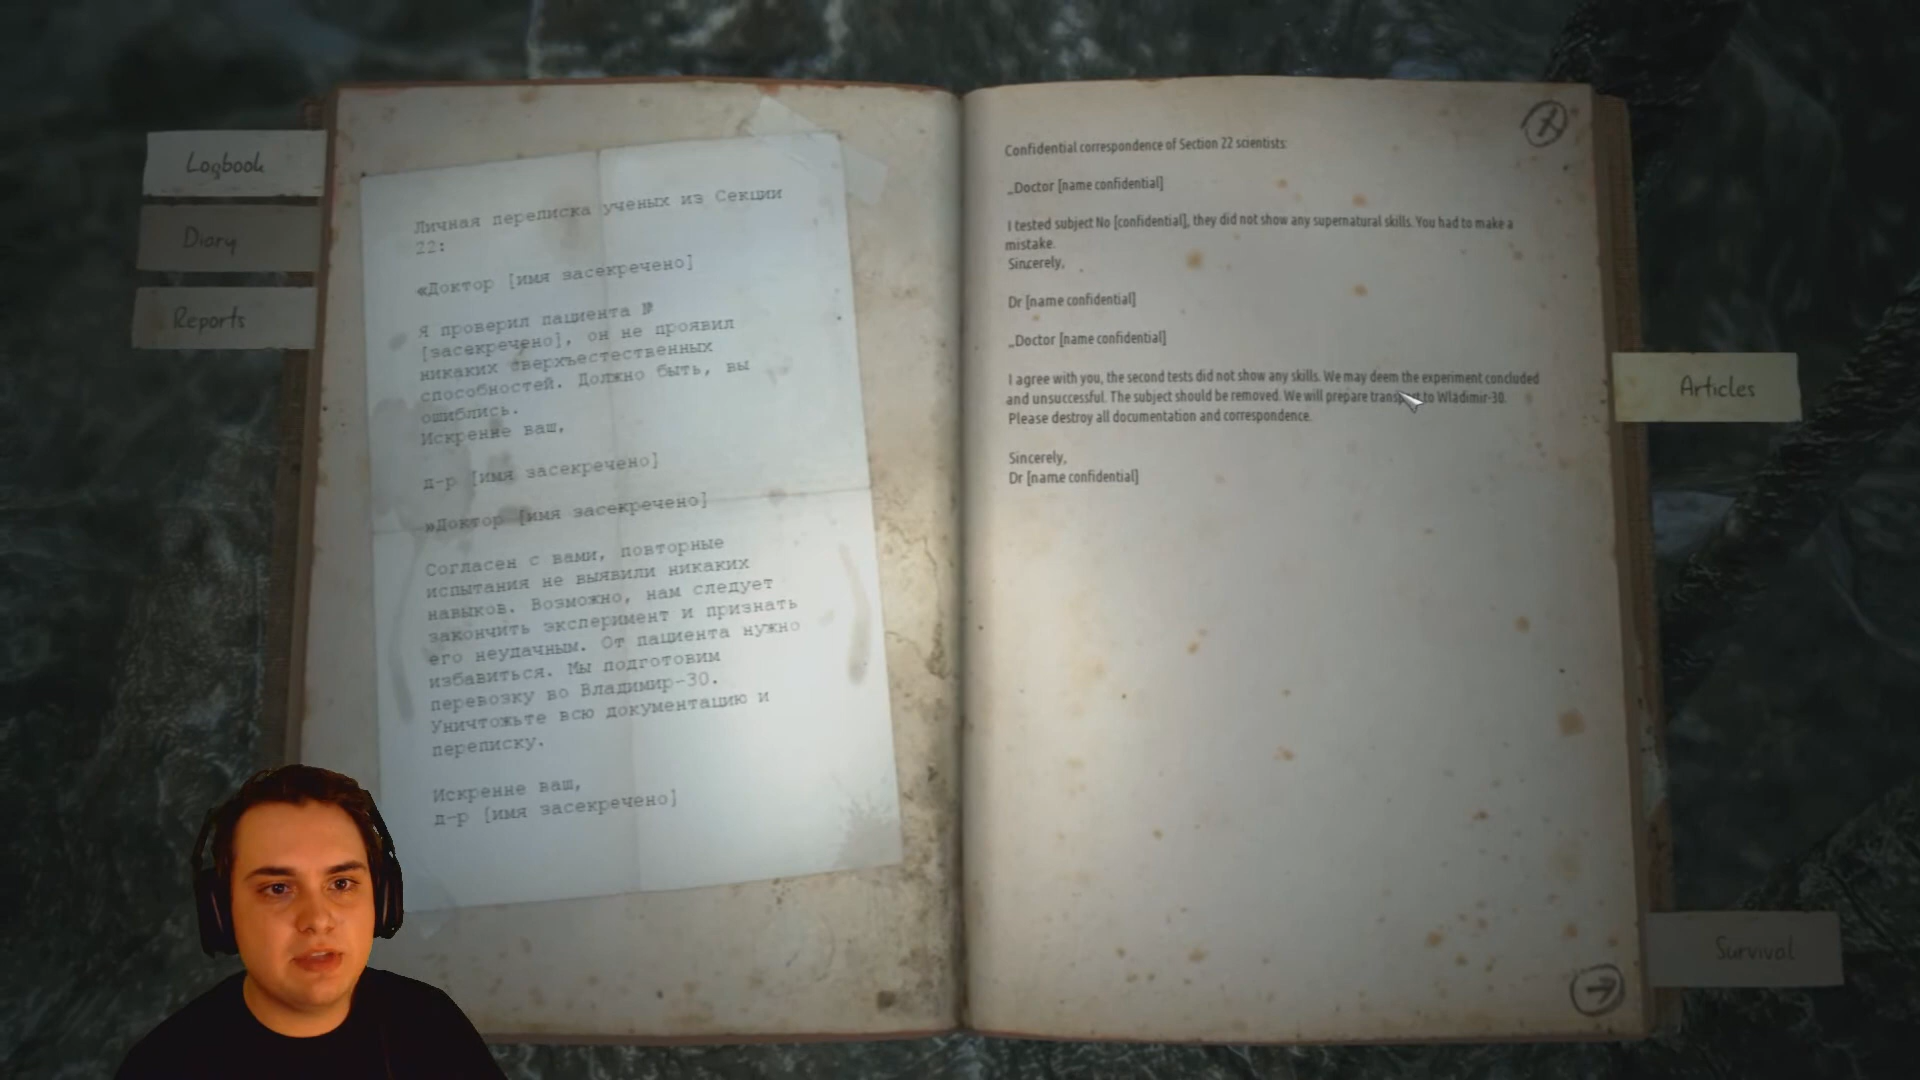 Logbook
Diary
Reports
Личная переписка ученых из Секции
22:
«Доктор [имя засекречено]
Я проверил пациента №
[засекречено], он не проявил
никаких сверхъестественных
способностей. Должно быть, вы
ошиблись.
Искренне ваш,
д-р [имя засекречено]
»Доктор [имя засекречено]
Согласен с вами, повторные
испытания не выявили никаких
навыков. Возможно, нам следует
закончить эксперимент и признать
его неудачным. От пациента нужно
избавиться. Мы подготовим
перевозку во Владимир-30.
Уничтожьте всю документацию и
переписку.
Искренне ваш,
д-р [имя засекречено]
Confidential correspondence of Section 22 scientists:
„Doctor [name confidential]
I tested subject No [confidential], they did not show any supernatural skills. You had to make a
mistake.
Sincerely,
Dr [name confidential]
„Doctor [name confidential]
I agree with you, the second tests did not show any skills. We may deem the experiment concluded
and unsuccessful. The subject should be removed. We will prepare transport to Wladimir-30.
Please destroy all documentation and correspondence.
Sincerely,
Dr [name confidential]
Articles
Survival